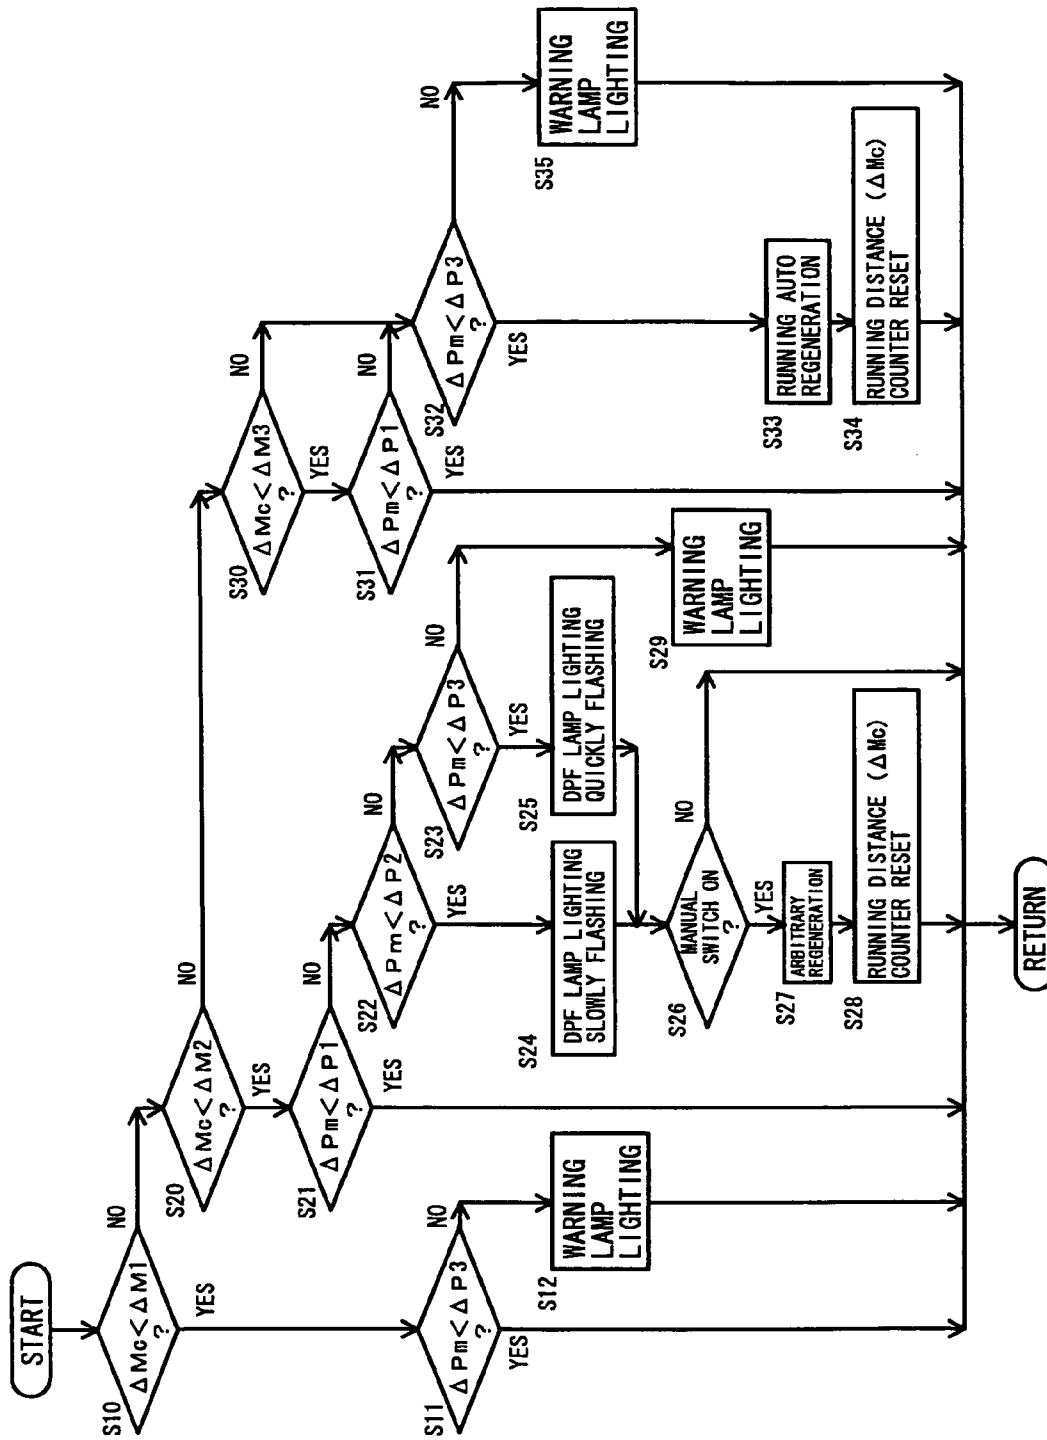 START
S10
ΔMc<ΔM1
?
NO
YES
S11
ΔPm<ΔP3
?
NO
YES
S12
WARNING
LAMP
LIGHTING
S20
ΔMc<ΔM2
?
NO
YES
S21
ΔPm<ΔP1
?
NO
YES
S22
ΔPm<ΔP2
?
NO
YES
S23
ΔPm<ΔP3
?
NO
YES
S24
DPF LAMP LIGHTING
SLOWLY FLASHING
S25
DPF LAMP LIGHTING
QUICKLY FLASHING
S26
MANUAL
SWITCH ON
?
NO
YES
S27
ARBITRARY
REGENERATION
S28
RUNNING DISTANCE (ΔMc)
COUNTER RESET
S29
WARNING
LAMP
LIGHTING
S30
ΔMc<ΔM3
?
NO
YES
S31
ΔPm<ΔP1
?
NO
YES
S32
ΔPm<ΔP3
?
NO
YES
S33
RUNNING AUTO
REGENERATION
S34
RUNNING DISTANCE (ΔMc)
COUNTER RESET
S35
WARNING
LAMP
LIGHTING
RETURN